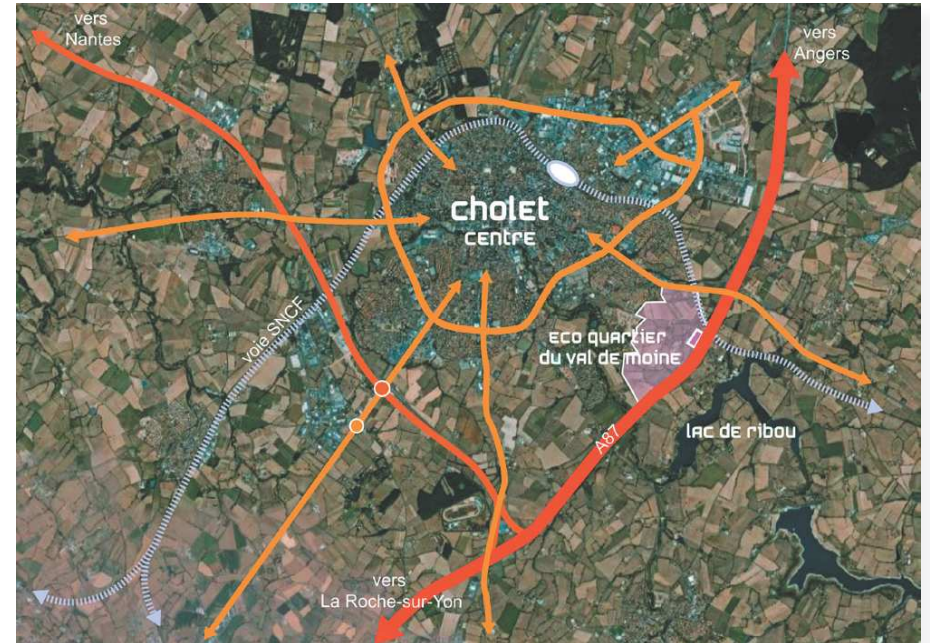 vers
Nantes
vers
Angers
cholet
centre
voie SNCF
eco quartier
du val de moine
lac de ribou
A87
vers
La Roche-sur-Yon